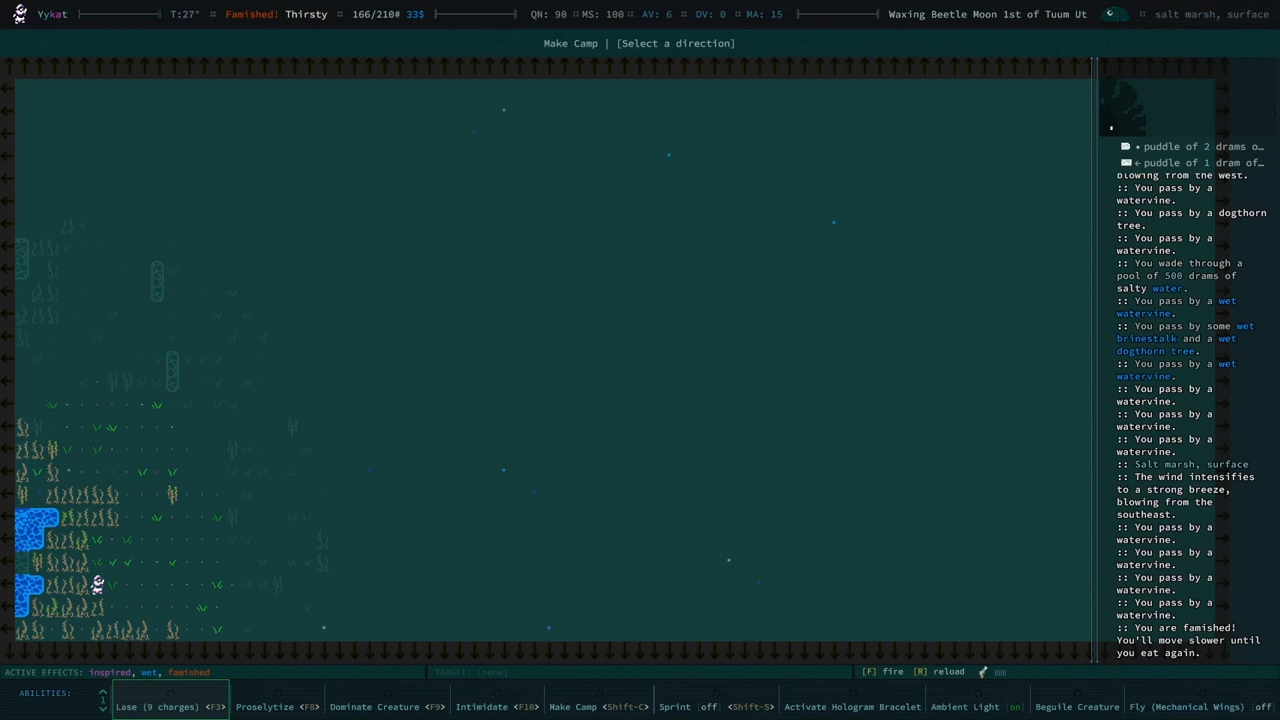 Yykat T:27° Famished! Thirsty 166/210# 33$ QN: 90 MS: 100 AV: 6 DV: 0 MA: 15 Waxing Beetle Moon 1st of Tuum Ut salt marsh, surface
Make Camp | [Select a direction]
puddle of 2 drams o…
puddle of 1 dram of…
blowing from the west.
:: You pass by a
watervine.
:: You pass by a dogthorn
tree.
:: You pass by a
watervine.
:: You wade through a
pool of 500 drams of
salty water.
:: You pass by a wet
watervine.
:: You pass by some wet
brinestalk and a wet
dogthorn tree.
:: You pass by a wet
watervine.
:: You pass by a
watervine.
:: You pass by a
watervine.
:: You pass by a
watervine.
:: Salt marsh, surface
:: The wind intensifies
to a strong breeze,
blowing from the
southeast.
:: You pass by a
watervine.
:: You pass by a
watervine.
:: You pass by a
watervine.
:: You pass by a
watervine.
:: You are famished!
You'll move slower until
you eat again.
ACTIVE EFFECTS: inspired, wet, famished TARGET: [none] [F] fire [R] reload
ABILITIES: 1 Lase (9 charges) <F3> Proselytize <F8> Dominate Creature <F9> Intimidate <F10> Make Camp <Shift-C> Sprint [off] <Shift-S> Activate Hologram Bracelet Ambient Light [on] Beguile Creature Fly (Mechanical Wings) [off